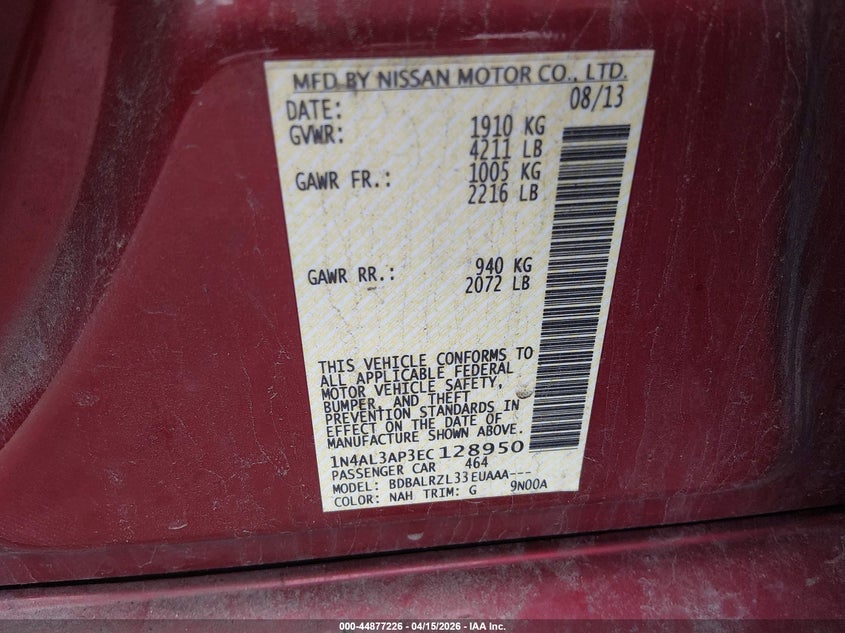 MFD BY NISSAN MOTOR CO., LTD.
DATE: 08/13
GVWR: 1910 KG
4211 LB
GAWR FR.: 1005 KG
2216 LB
GAWR RR.: 940 KG
2072 LB
THIS VEHICLE CONFORMS TO
ALL APPLICABLE FEDERAL
MOTOR VEHICLE SAFETY,
BUMPER, AND THEFT
PREVENTION STANDARDS IN
EFFECT ON THE DATE OF
MANUFACTURE SHOWN ABOVE.
1N4AL3AP3EC128950
PASSENGER CAR 464
MODEL: BDBALRZL33EUAAA---
COLOR: NAH TRIM: G 9N00A
000-44877226 - 04/15/2026 - IAA Inc.